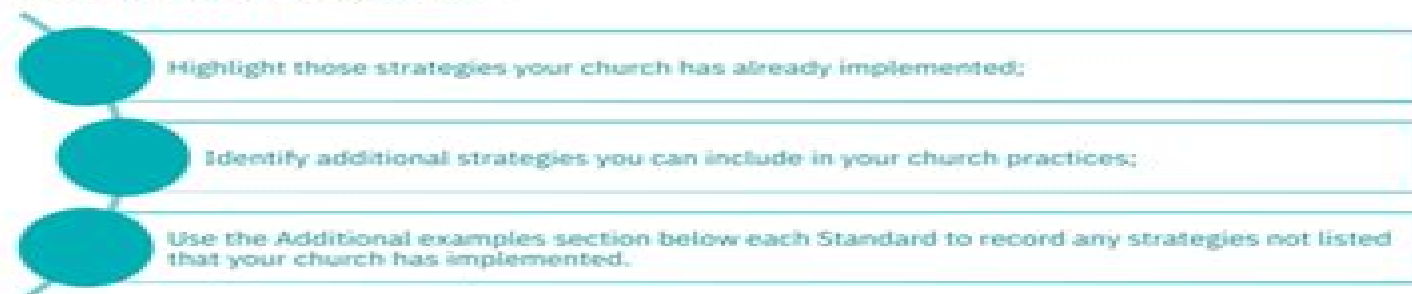 Highlight those strategies your church has already implemented;
Identify additional strategies you can include in your church practices;
Use the Additional examples section below each Standard to record any strategies not listed
that your church has implemented.